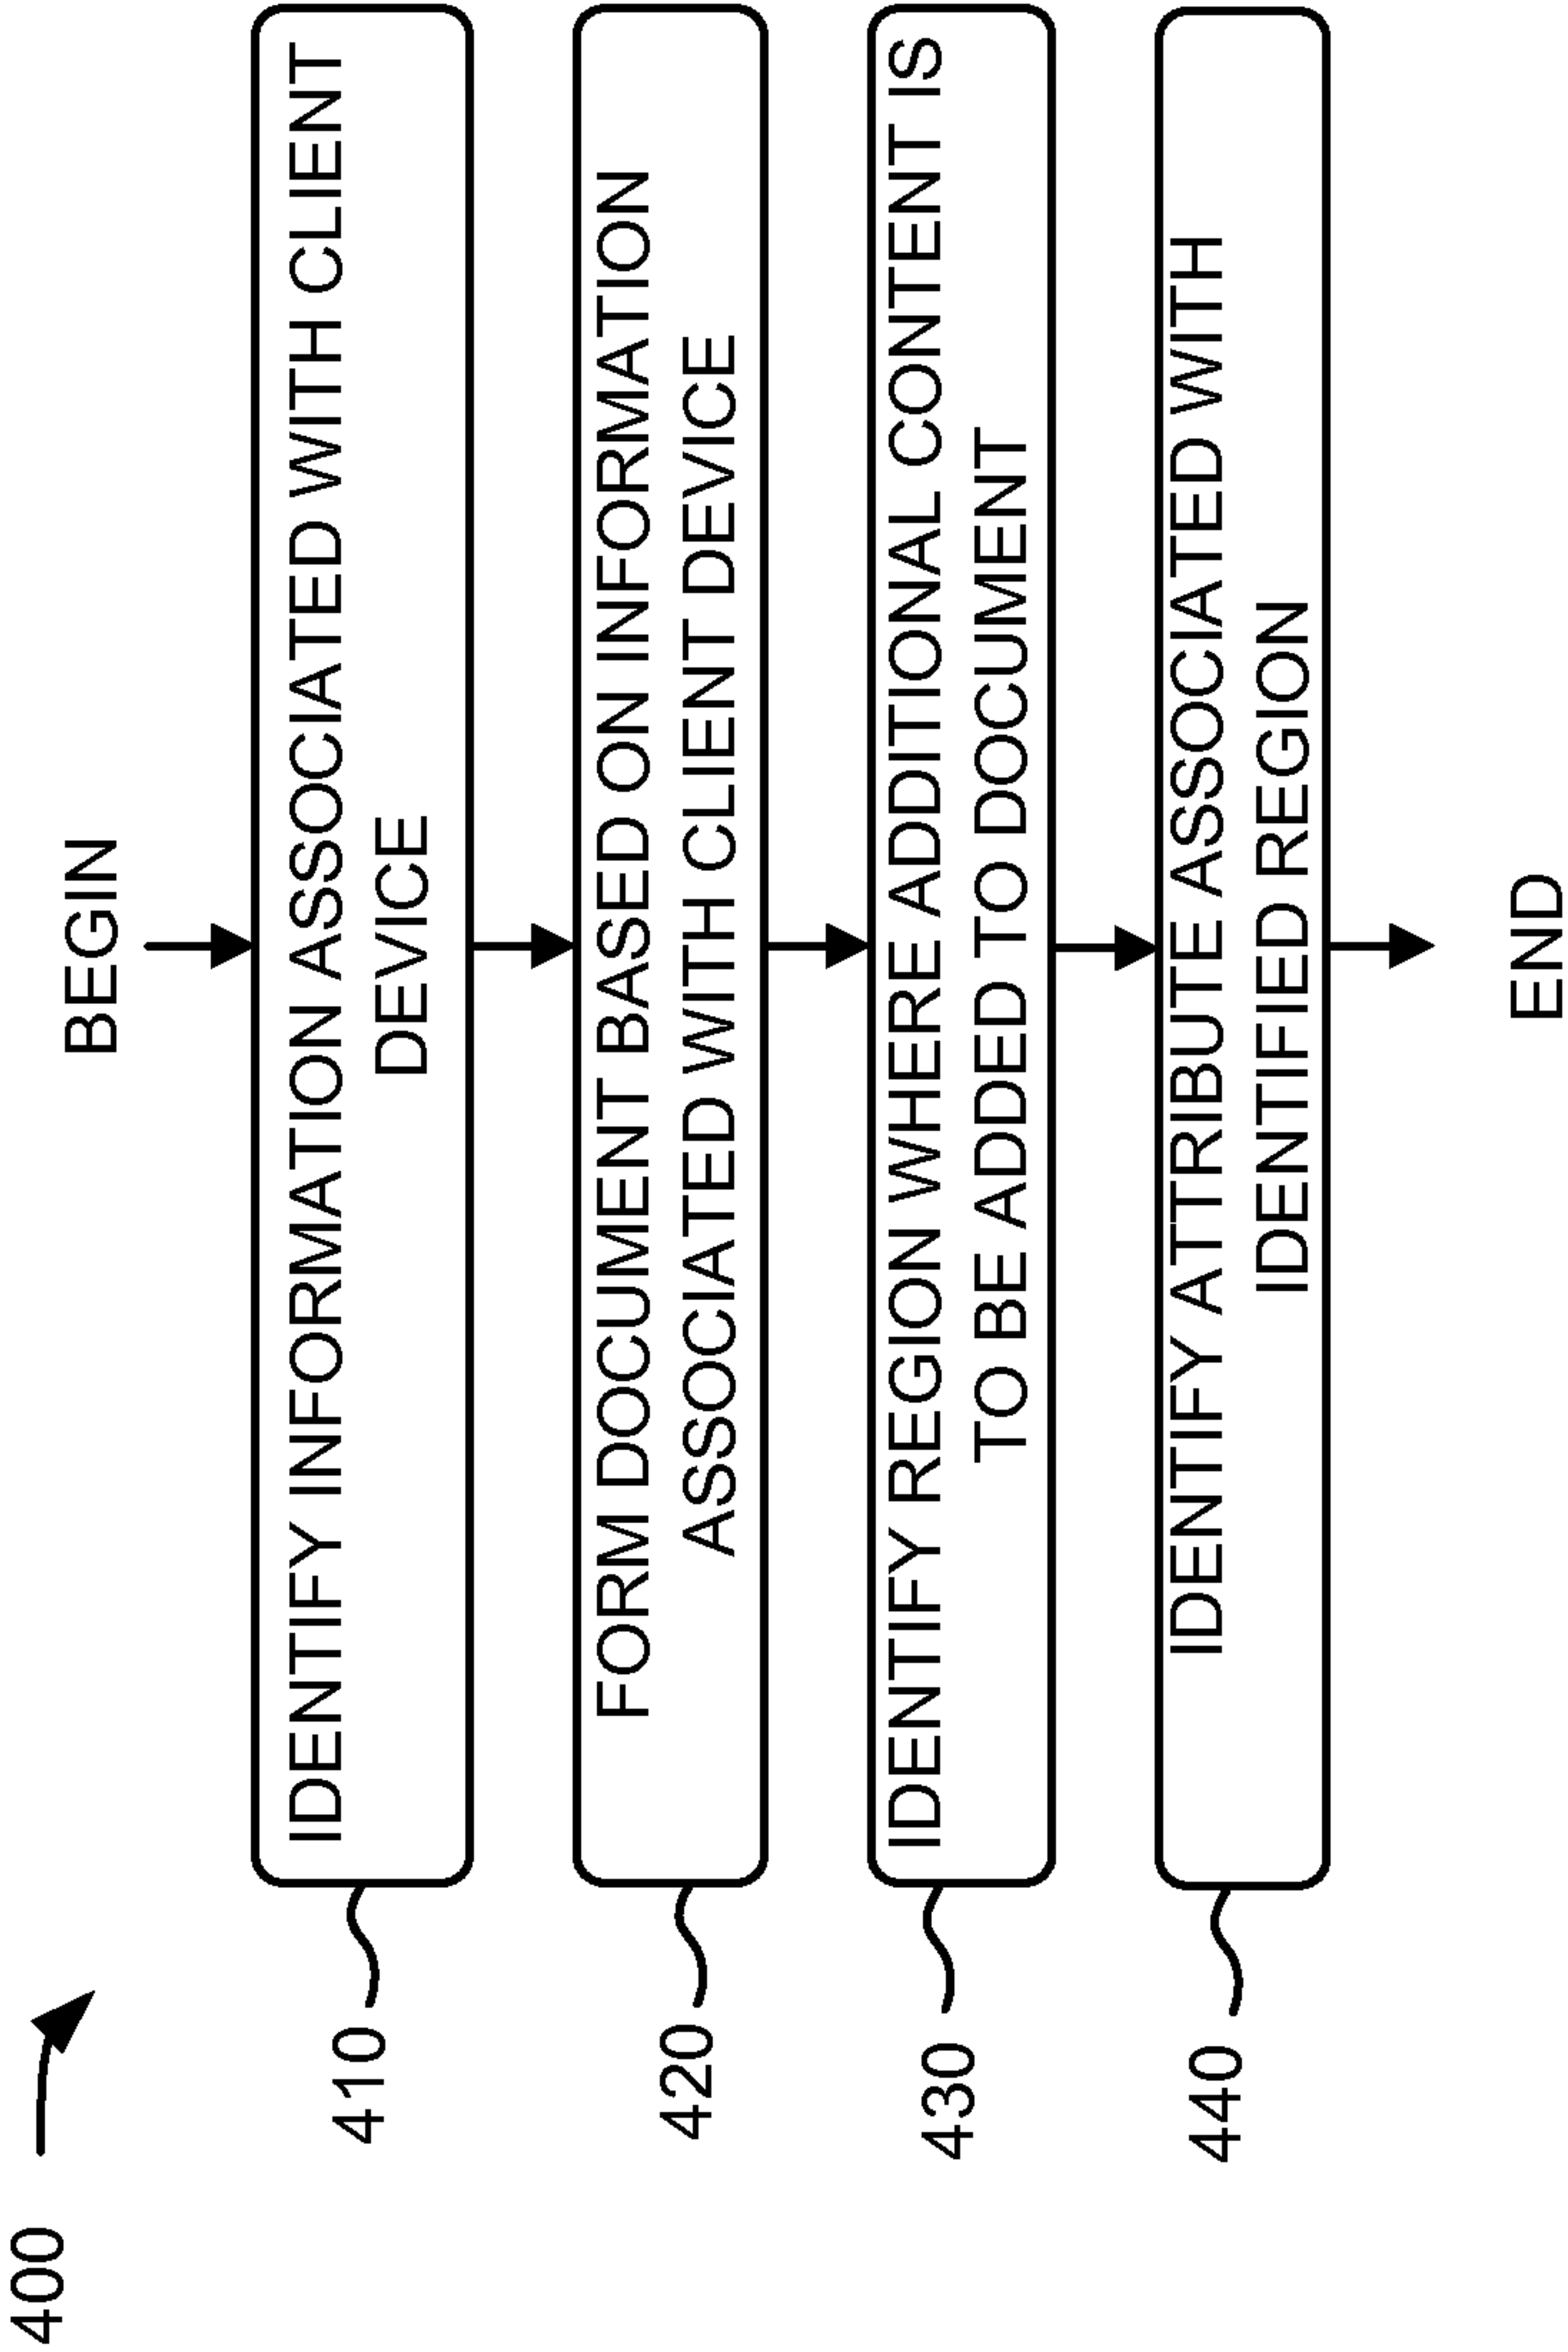 400
BEGIN
410
IDENTIFY INFORMATION ASSOCIATED WITH CLIENT
DEVICE
420
FORM DOCUMENT BASED ON INFORMATION
ASSOCIATED WITH CLIENT DEVICE
430
IDENTIFY REGION WHERE ADDITIONAL CONTENT IS
TO BE ADDED TO DOCUMENT
440
IDENTIFY ATTRIBUTE ASSOCIATED WITH
IDENTIFIED REGION
END